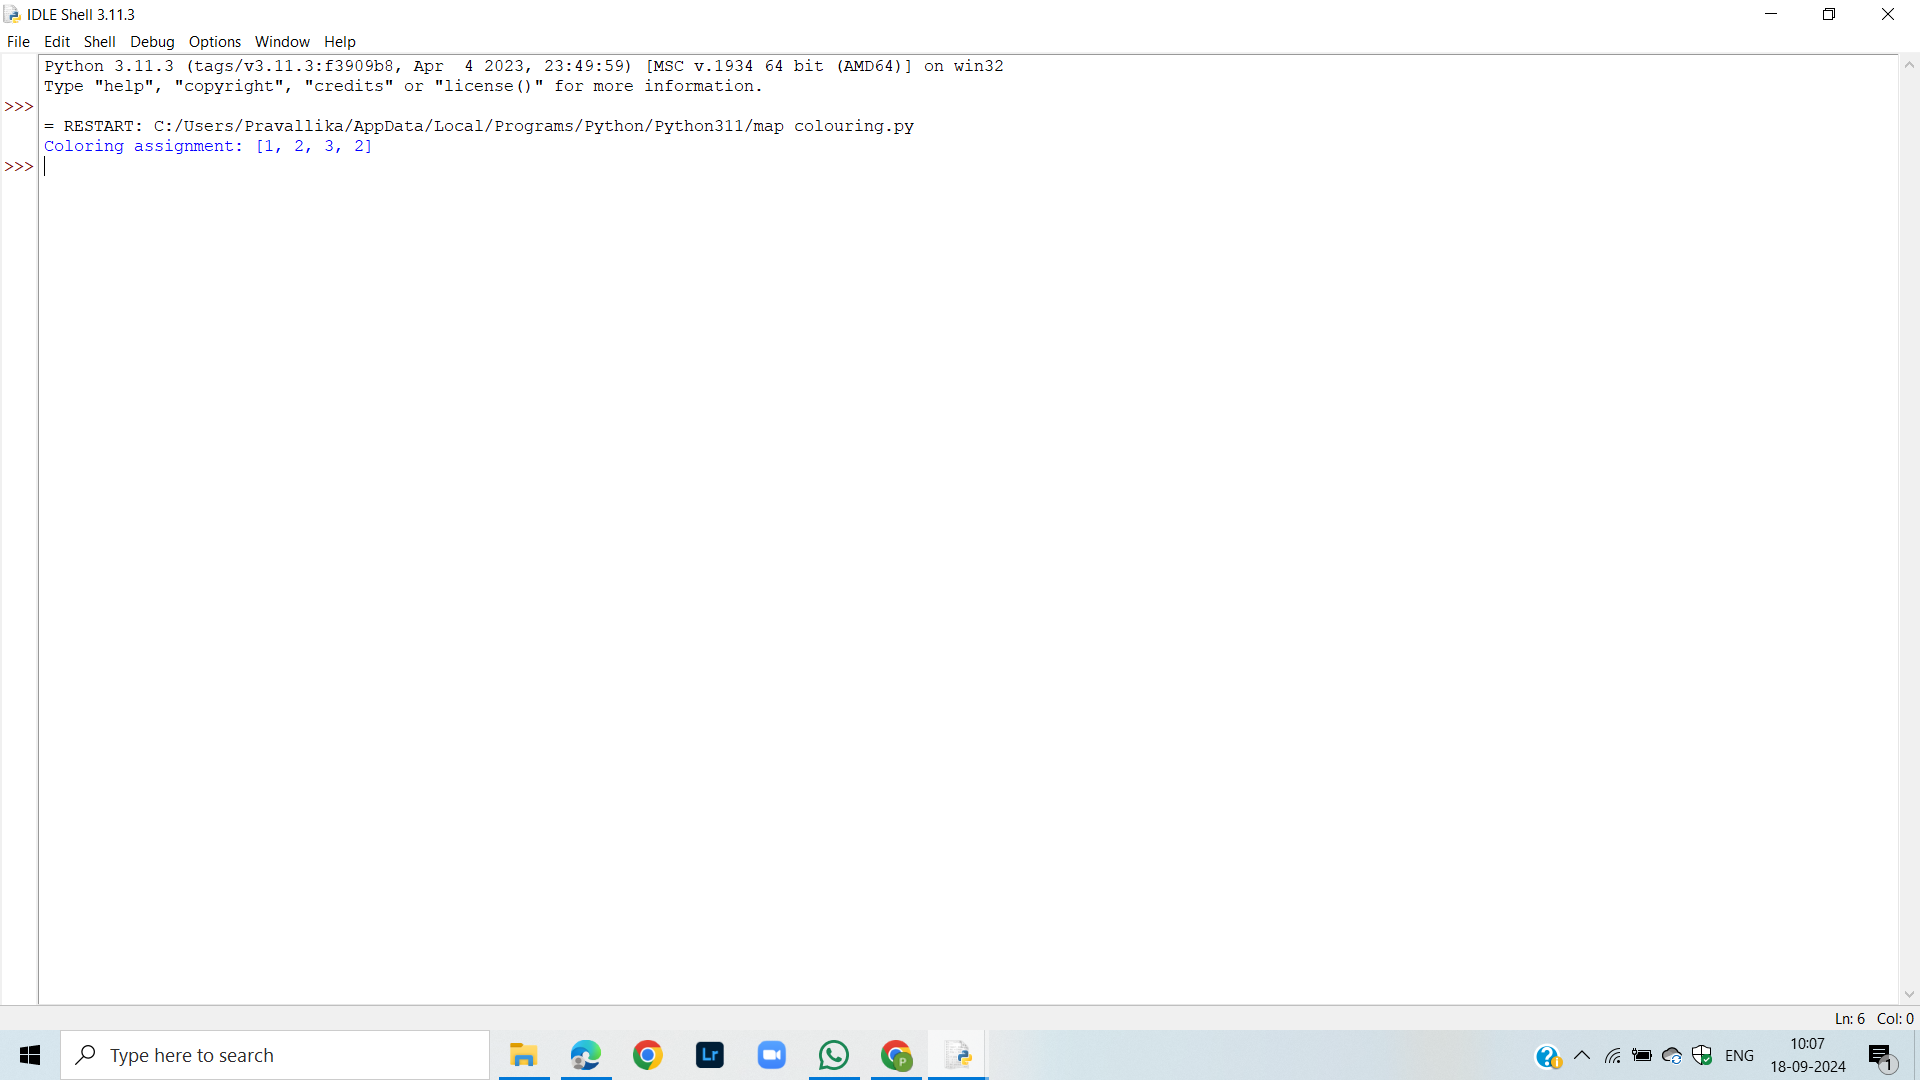 IDLE Shell 3.11.3
File Edit Shell Debug Options Window Help
Python 3.11.3 (tags/v3.11.3:f3909b8, Apr  4 2023, 23:49:59) [MSC v.1934 64 bit (AMD64)] on win32
Type "help", "copyright", "credits" or "license()" for more information.
>>>
= RESTART: C:/Users/Pravallika/AppData/Local/Programs/Python/Python311/map colouring.py
Coloring assignment: [1, 2, 3, 2]
>>>
Ln: 6 Col: 0
Type here to search
Lr
P
ENG
10:07
18-09-2024
1